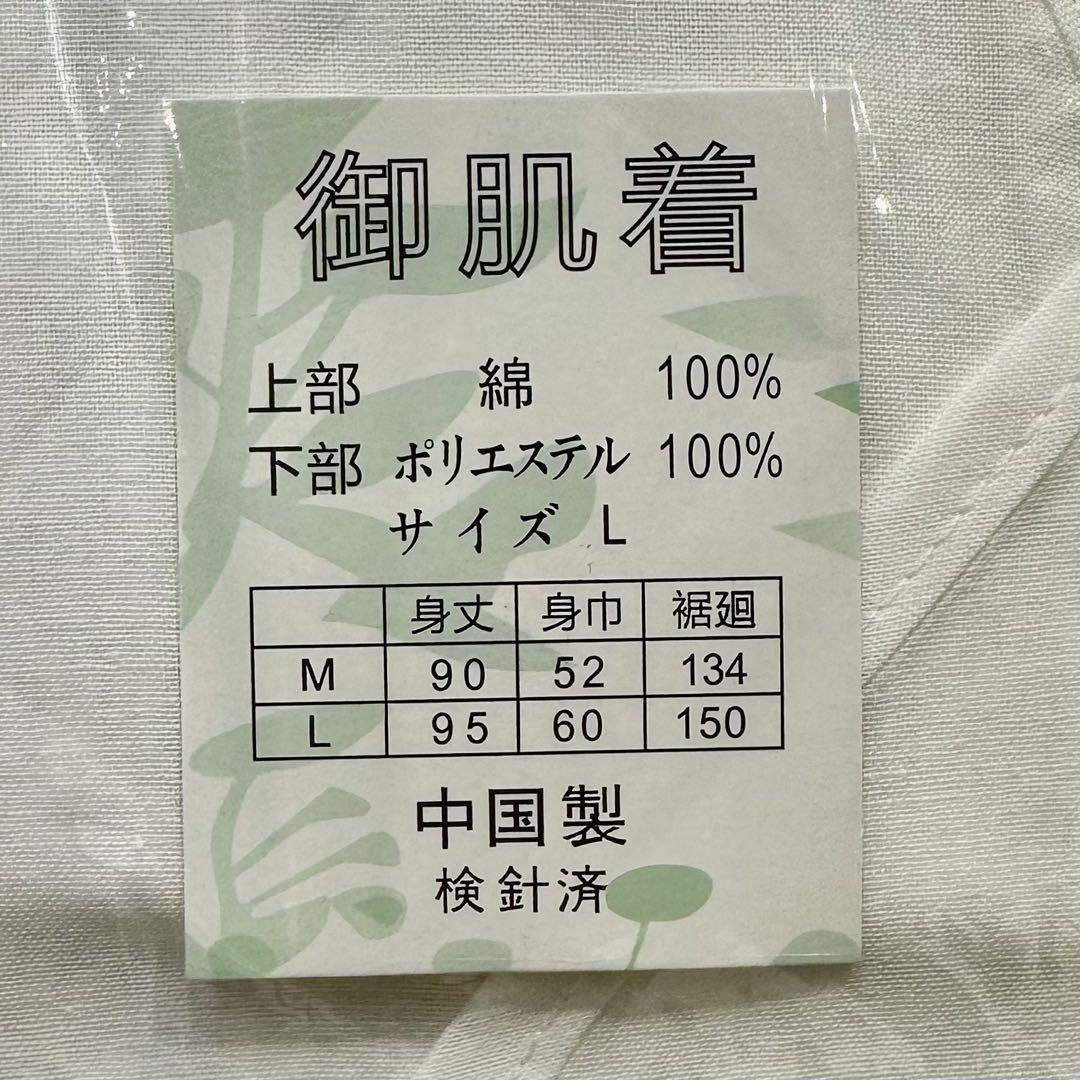 御肌着
上部 綿 100%
下部 ポリエステル 100%
サイズ L
身丈 身巾 裾廻
M 90 52 134
L 95 60 150
中国製
検針済